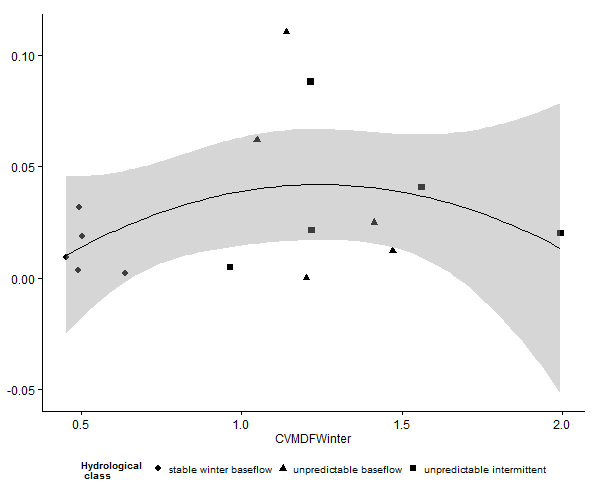 0.10
0.05
0.00
-0.05
0.5 1.0 1.5 2.0
CVMDFWinter
Hydrological
class
stable winter baseflow unpredictable baseflow unpredictable intermittent